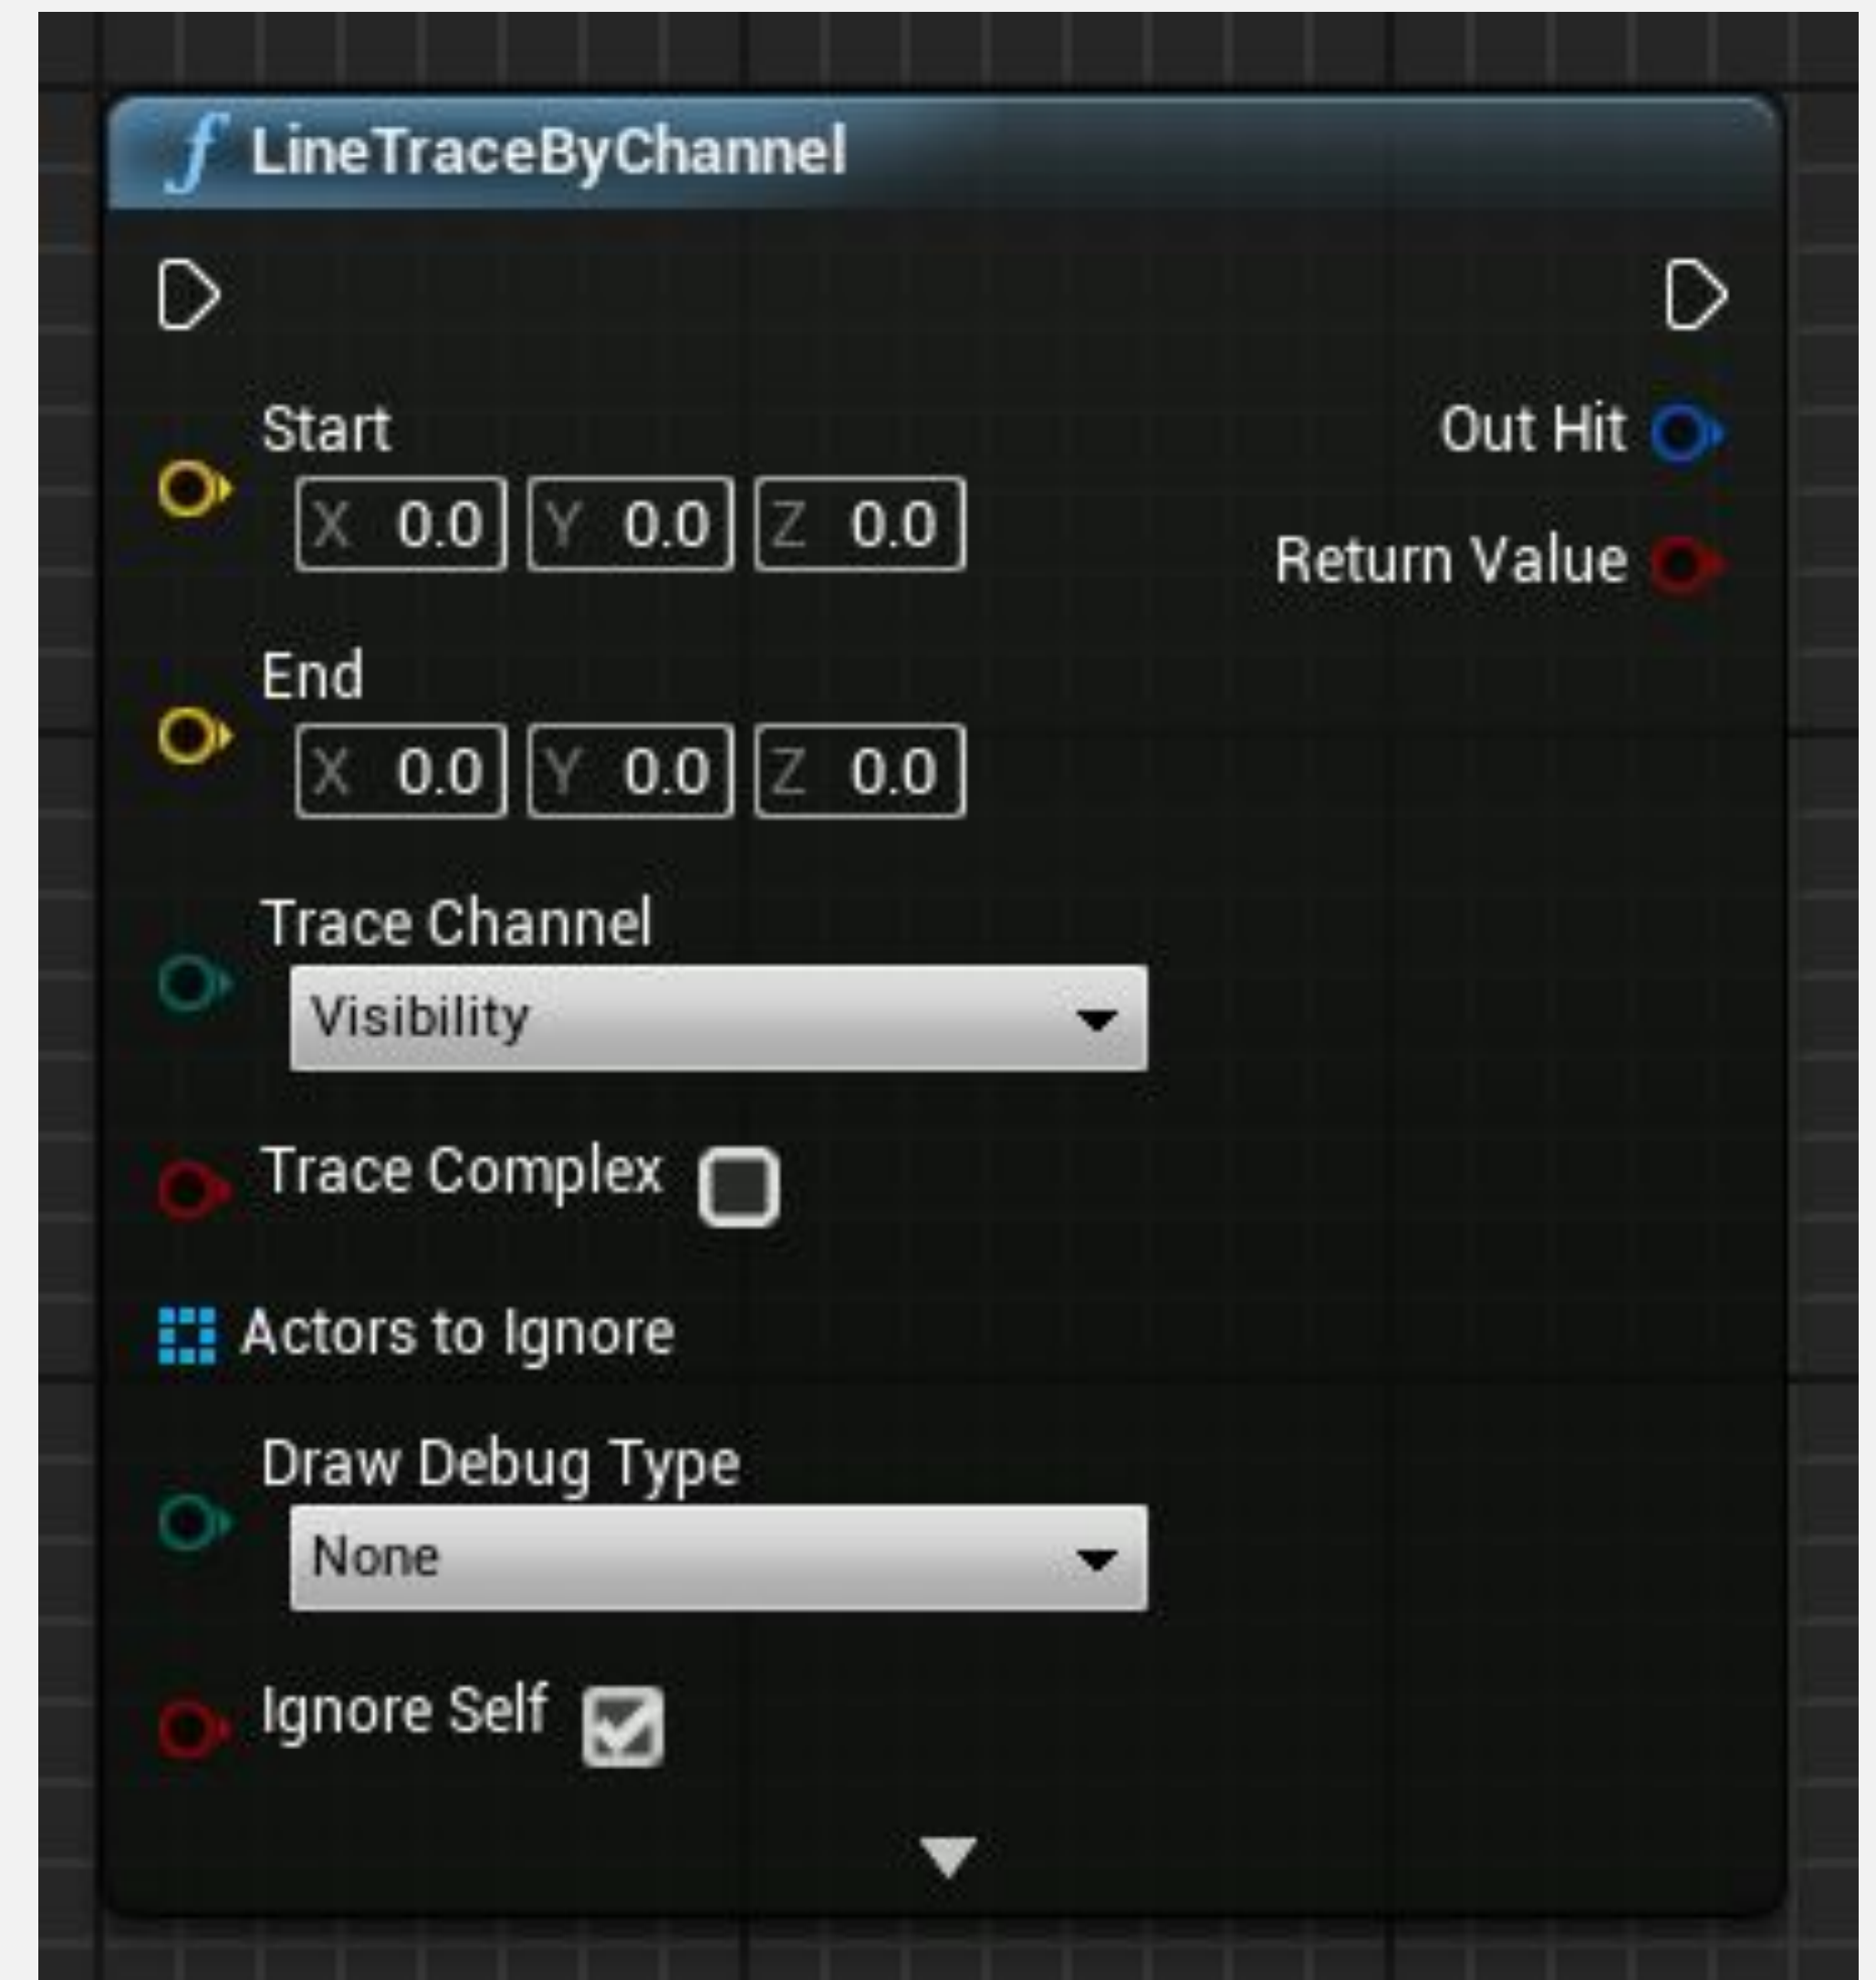 f LineTraceByChannel
Start
X 0.0 Y 0.0 Z 0.0
Out Hit
Return Value
End
X 0.0 Y 0.0 Z 0.0
Trace Channel
Visibility
Trace Complex
Actors to Ignore
Draw Debug Type
None
Ignore Self